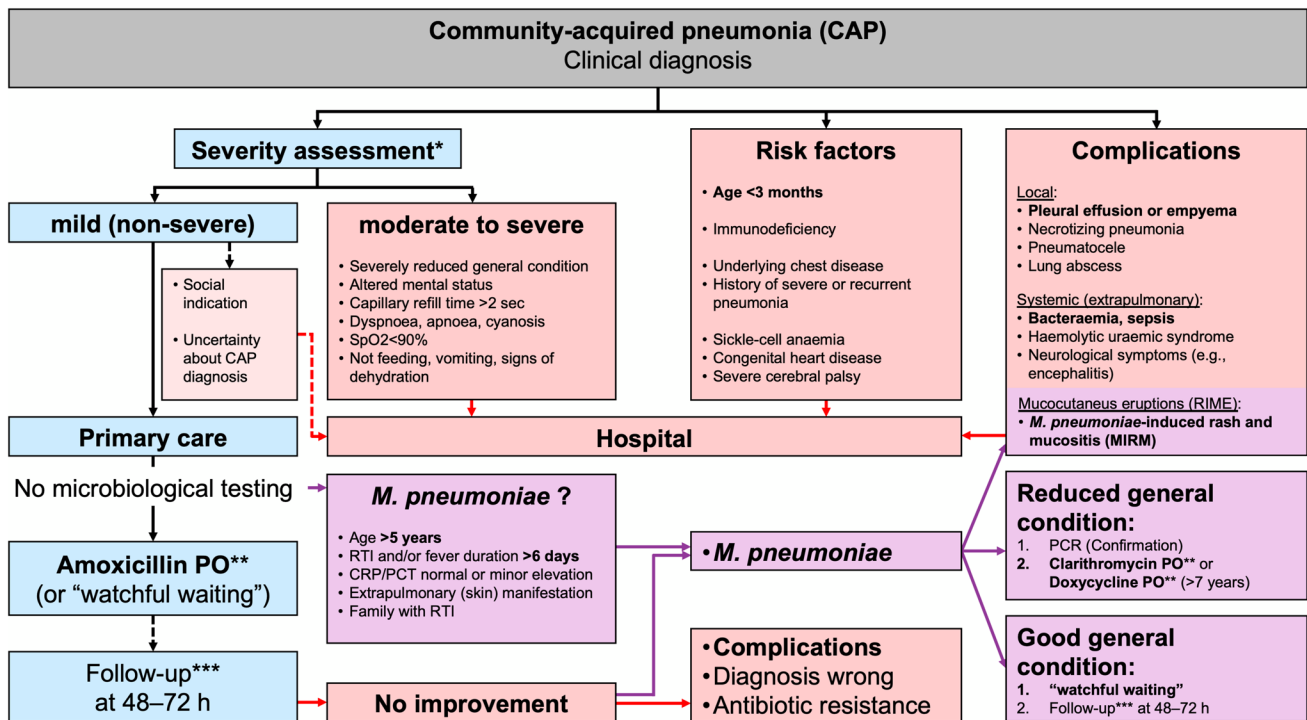 Community-acquired pneumonia (CAP)
Clinical diagnosis
Severity assessment*
mild (non-severe)
• Social
indication
• Uncertainty
about CAP
diagnosis
moderate to severe
• Severely reduced general condition
• Altered mental status
• Capillary refill time >2 sec
• Dyspnoea, apnoea, cyanosis
• SpO2<90%
• Not feeding, vomiting, signs of
dehydration
Risk factors
• Age <3 months
• Immunodeficiency
• Underlying chest disease
• History of severe or recurrent
pneumonia
• Sickle-cell anaemia
• Congenital heart disease
• Severe cerebral palsy
Complications
Local:
• Pleural effusion or empyema
• Necrotizing pneumonia
• Pneumatocele
• Lung abscess
Systemic (extrapulmonary):
• Bacteraemia, sepsis
• Haemolytic uraemic syndrome
• Neurological symptoms (e.g.,
encephalitis)
Mucocutaneus eruptions (RIME):
• M. pneumoniae-induced rash and
mucositis (MIRM)
Primary care
Hospital
No microbiological testing
M. pneumoniae ?
• Age >5 years
• RTI and/or fever duration >6 days
• CRP/PCT normal or minor elevation
• Extrapulmonary (skin) manifestation
• Family with RTI
• M. pneumoniae
Reduced general
condition:
1. PCR (Confirmation)
2. Clarithromycin PO** or
Doxycycline PO** (>7 years)
Amoxicillin PO**
(or “watchful waiting”)
Follow-up***
at 48–72 h
No improvement
• Complications
• Diagnosis wrong
• Antibiotic resistance
Good general
condition:
1. “watchful waiting”
2. Follow-up*** at 48–72 h